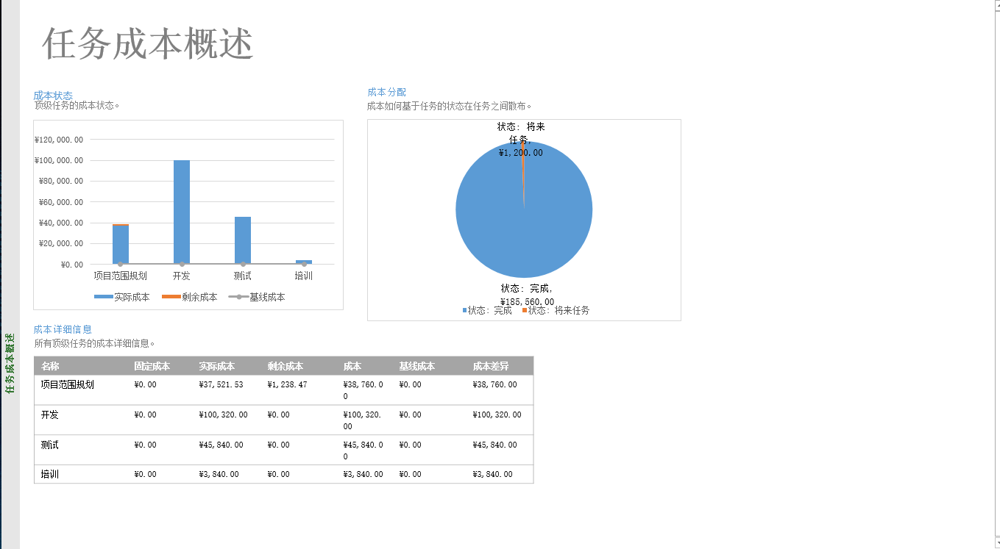 任务成本概述
成本状态
顶级任务的成本状态。
¥120,000.00
¥100,000.00
¥80,000.00
¥60,000.00
¥40,000.00
¥20,000.00
¥0.00
项目范围规划 开发 测试 培训
实际成本 剩余成本 基线成本
成本分配
成本如何基于任务的状态在任务之间散布。
状态: 将来
任务,
¥1,200.00
状态: 完成,
¥185,560.00
状态: 完成 状态: 将来任务
成本详细信息
所有顶级任务的成本详细信息。
名称 固定成本 实际成本 剩余成本 成本 基线成本 成本差异
项目范围规划 ¥0.00 ¥37,521.53 ¥1,238.47 ¥38,760.0 ¥0.00 ¥38,760.00
0
开发 ¥0.00 ¥100,320.00 ¥0.00 ¥100,320. ¥0.00 ¥100,320.00
00
测试 ¥0.00 ¥45,840.00 ¥0.00 ¥45,840.0 ¥0.00 ¥45,840.00
0
培训 ¥0.00 ¥3,840.00 ¥0.00 ¥3,840.00 ¥0.00 ¥3,840.00
任务成本概述